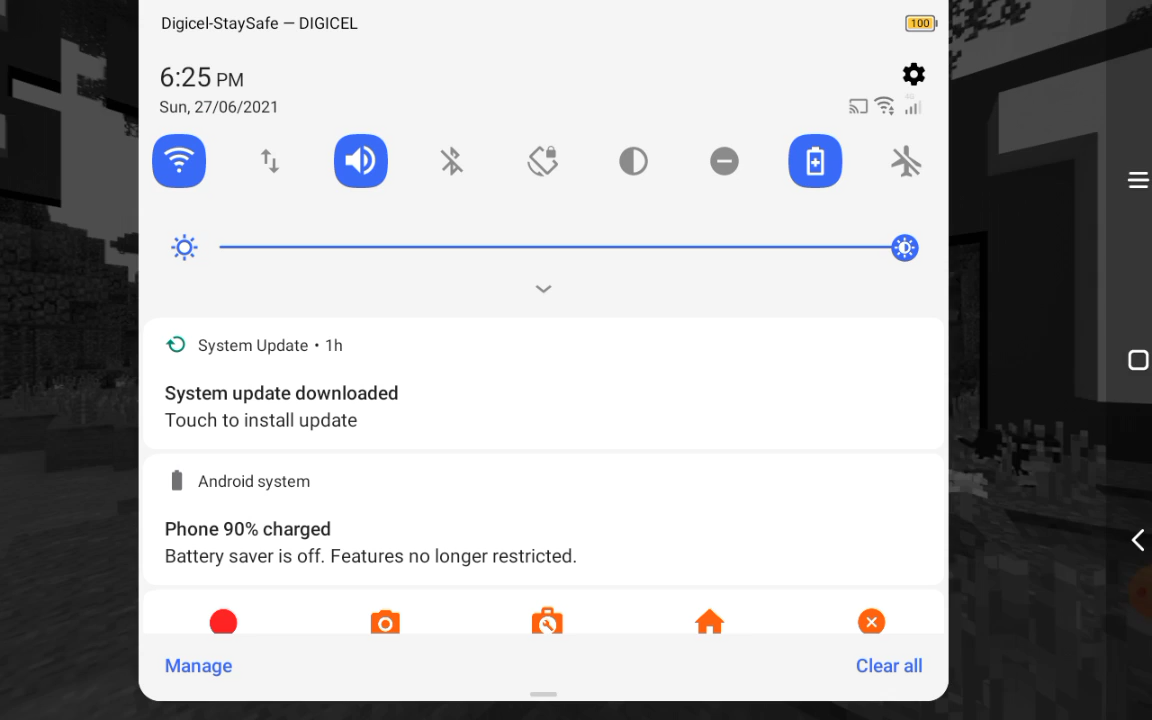 Digicel-StaySafe — DIGICEL
100
6:25 PM
Sun, 27/06/2021
System Update • 1h
System update downloaded
Touch to install update
Android system
Phone 90% charged
Battery saver is off. Features no longer restricted.
Manage
Clear all